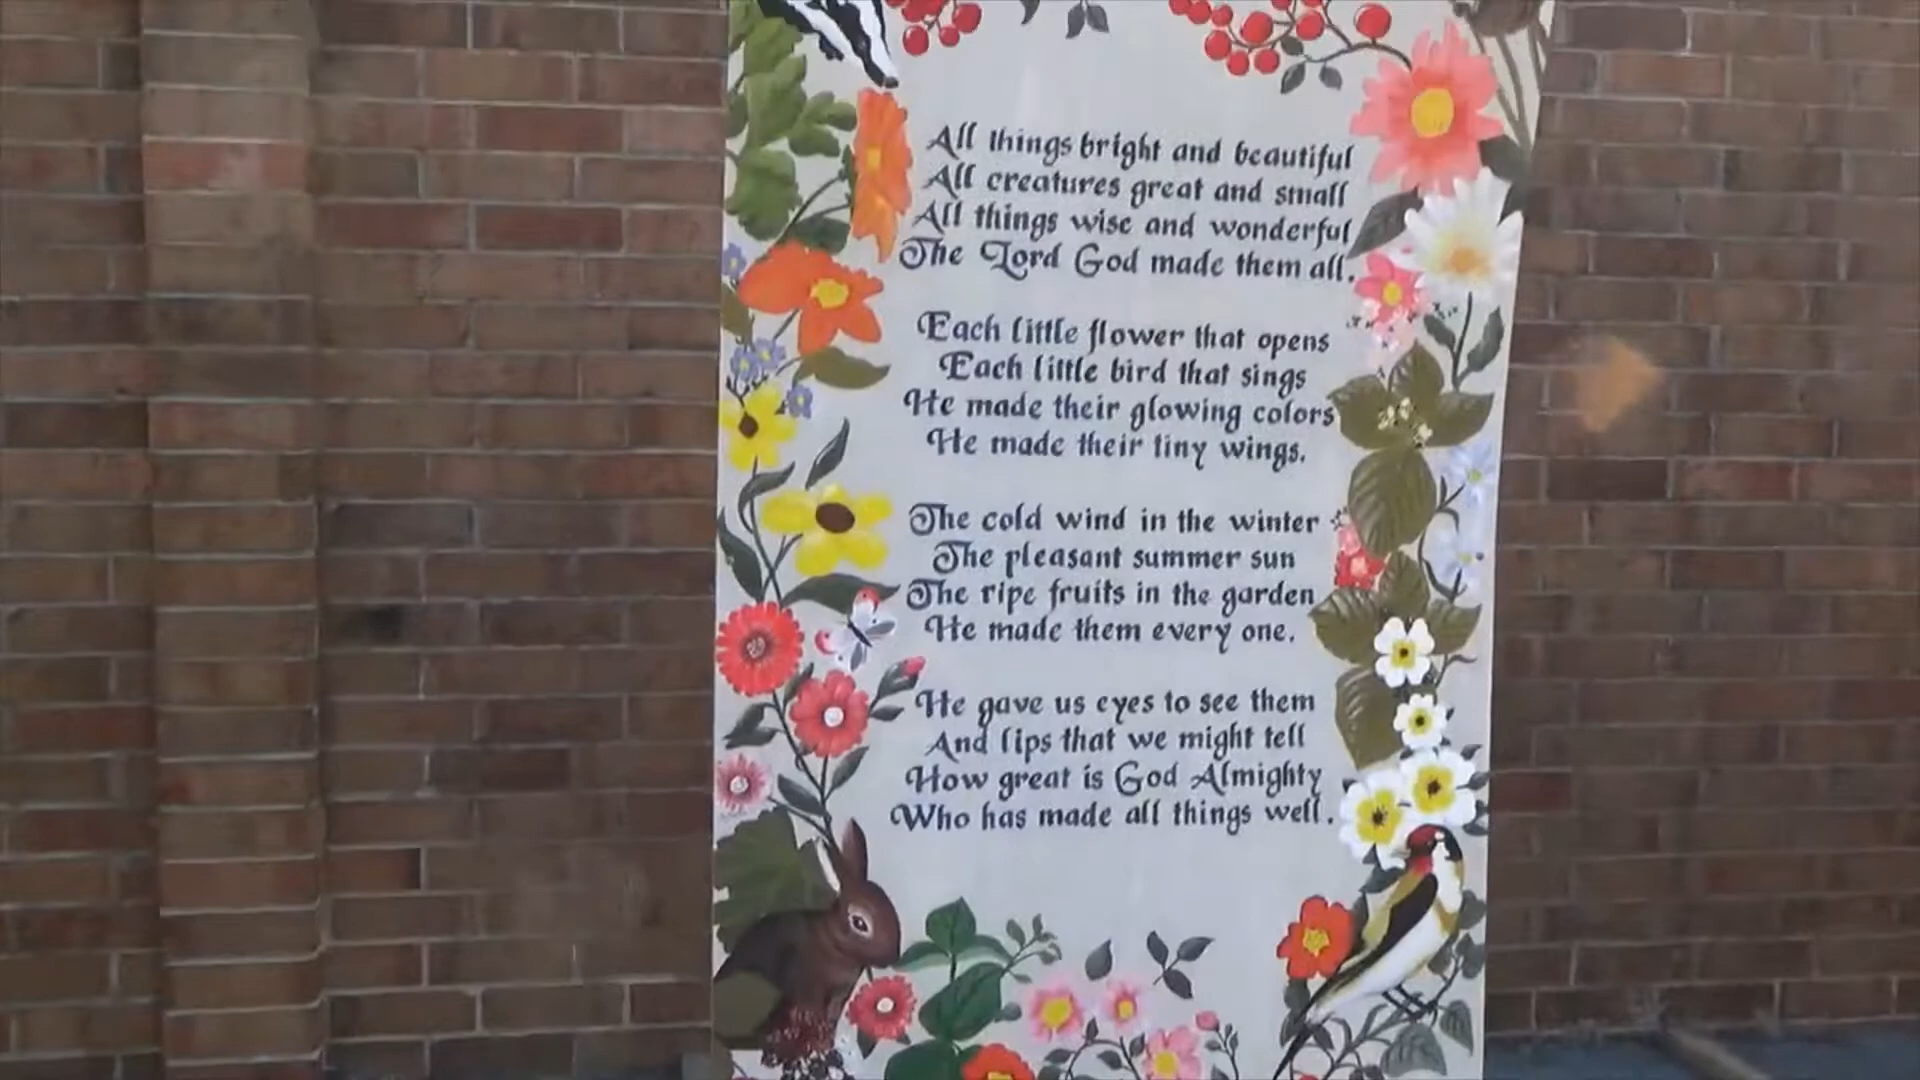 All things bright and beautiful
All creatures great and small
All things wise and wonderful
The Lord God made them all.
Each little flower that opens
Each little bird that sings
He made their glowing colors
He made their tiny wings.
The cold wind in the winter
The pleasant summer sun
The ripe fruits in the garden
He made them every one.
He gave us eyes to see them
And lips that we might tell
How great is God Almighty
Who has made all things well.